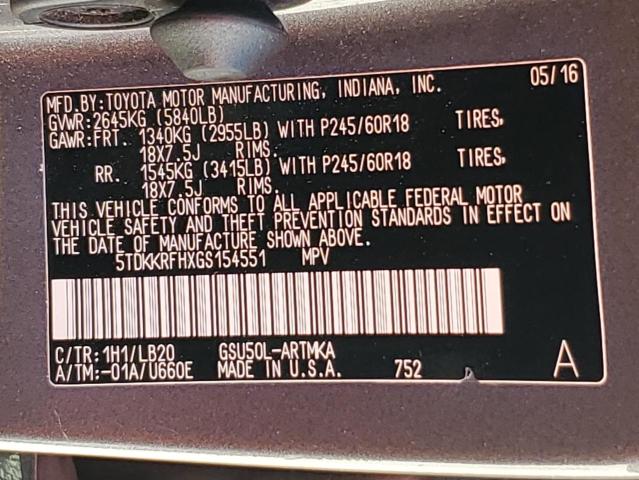 MFD.BY:TOYOTA MOTOR MANUFACTURING, INDIANA, INC. 05/16
GVWR:2645KG (5840LB)
GAWR:FRT. 1340KG (2955LB) WITH P245/60R18 TIRES,
18X7.5J RIMS.
RR. 1545KG (3415LB) WITH P245/60R18 TIRES,
18X7.5J RIMS.
THIS VEHICLE CONFORMS TO ALL APPLICABLE FEDERAL MOTOR
VEHICLE SAFETY AND THEFT PREVENTION STANDARDS IN EFFECT ON
THE DATE OF MANUFACTURE SHOWN ABOVE.
5TDKKRFHXGS154551 MPV
C/TR:1H1/LB20 GSU50L-ARTMKA
A/TM:-01A/U660E MADE IN U.S.A. 752 A